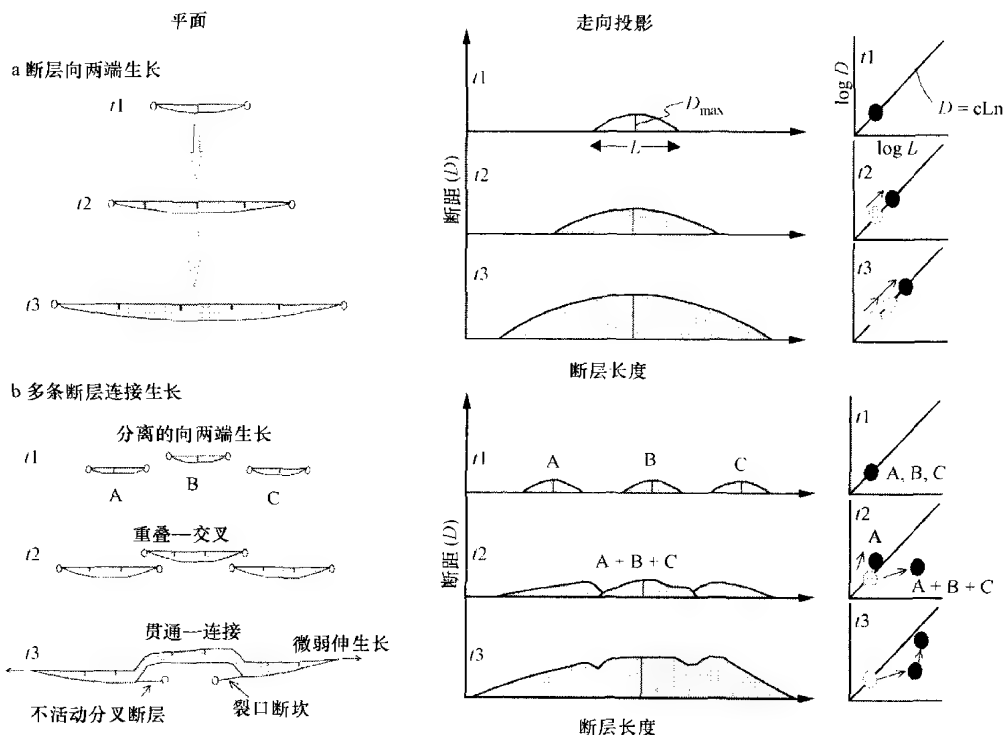 平面
走向投影
a 断层向两端生长
t1
t2
t3
t1
D max
L
t2
t3
断距 (D)
断层长度
log D
t1
D = cLn
log L
t2
t3
b 多条断层连接生长
分离的向两端生长
t1
A
B
C
重叠—交叉
t2
贯通—连接
微弱伸生长
t3
不活动分叉断层
裂口断坎
t1
A
B
C
断距 (D)
t2
A + B + C
t3
断层长度
t1
A, B, C
t2
A
A + B + C
t3